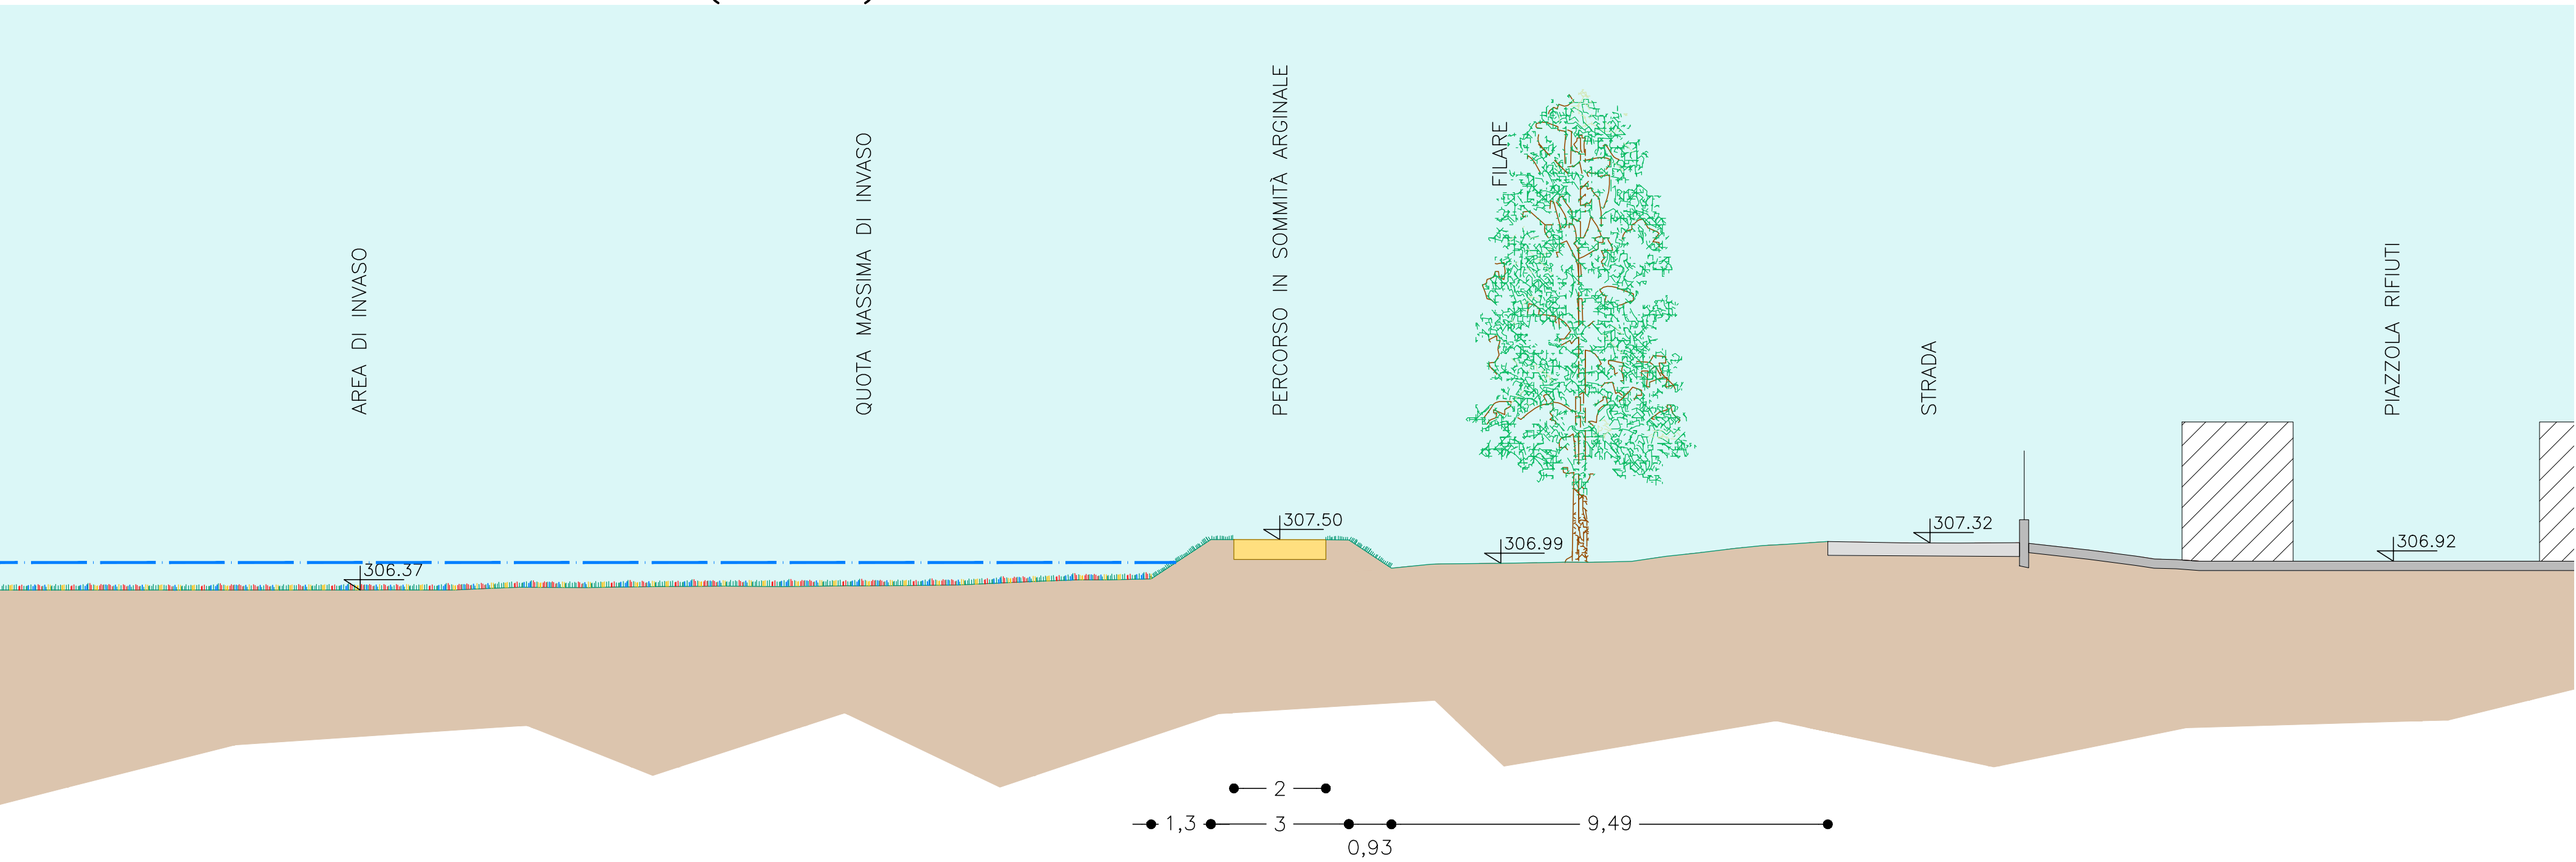 AREA DI INVASO
QUOTA MASSIMA DI INVASO
PERCORSO IN SOMMITÀ ARGINALE
FILARE
STRADA
PIAZZOLA RIFIUTI
306.37
307.50
306.99
307.32
306.92
2
1,3
3
9,49
0,93